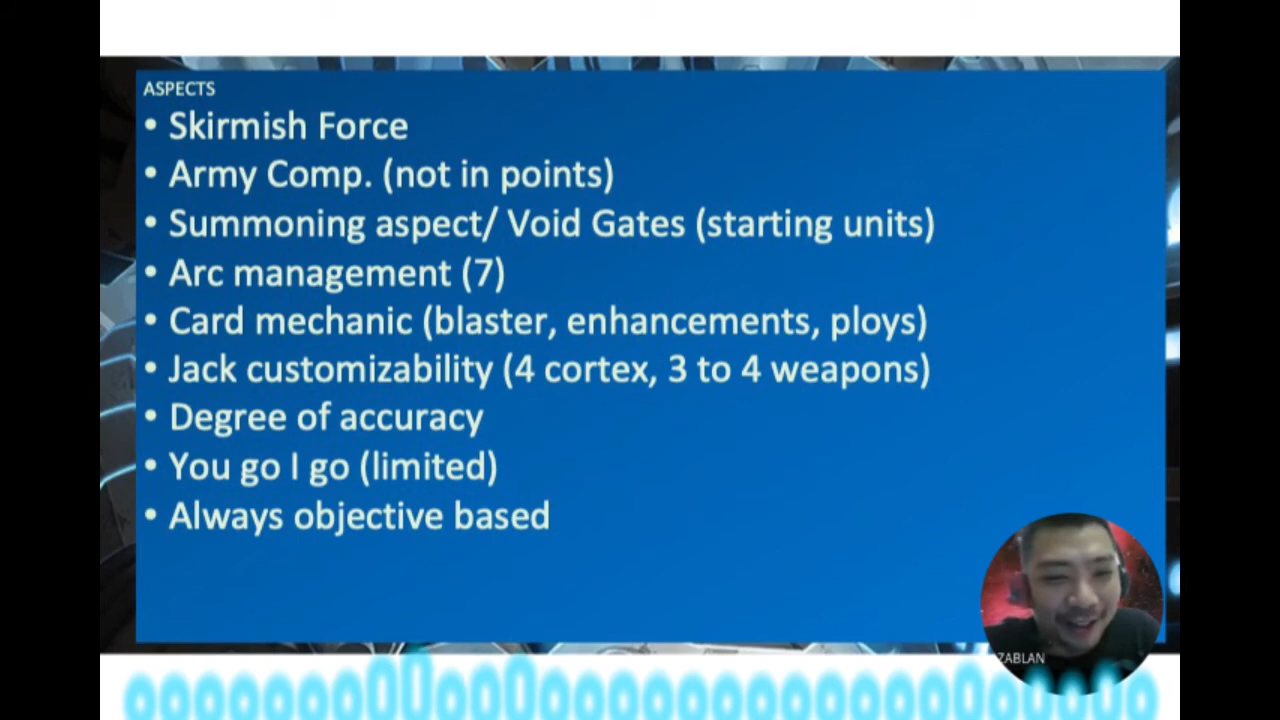 ASPECTS
• Skirmish Force
• Army Comp. (not in points)
• Summoning aspect/ Void Gates (starting units)
• Arc management (7)
• Card mechanic (blaster, enhancements, ploys)
• Jack customizability (4 cortex, 3 to 4 weapons)
• Degree of accuracy
• You go I go (limited)
• Always objective based
ZABLAN